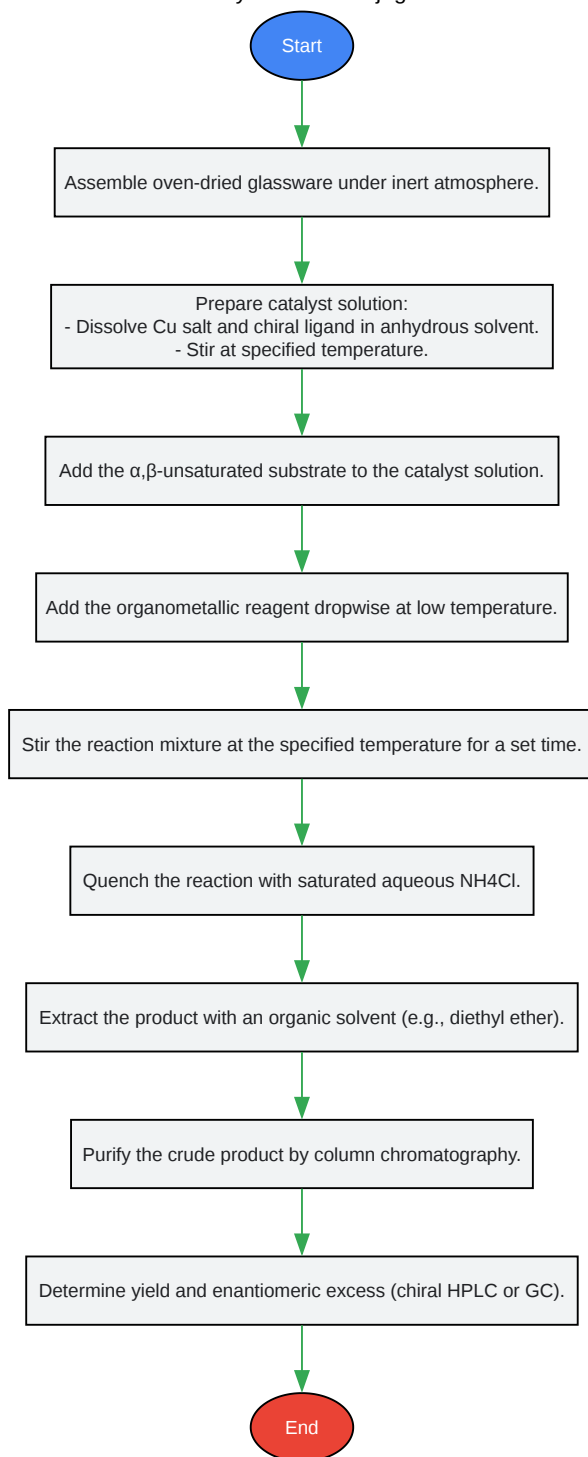 Start
Assemble oven-dried glassware under inert atmosphere.
Prepare catalyst solution:
- Dissolve Cu salt and chiral ligand in anhydrous solvent.
- Stir at specified temperature.
Add the α,β-unsaturated substrate to the catalyst solution.
Add the organometallic reagent dropwise at low temperature.
Stir the reaction mixture at the specified temperature for a set time.
Quench the reaction with saturated aqueous NH4Cl.
Extract the product with an organic solvent (e.g., diethyl ether).
Purify the crude product by column chromatography.
Determine yield and enantiomeric excess (chiral HPLC or GC).
End